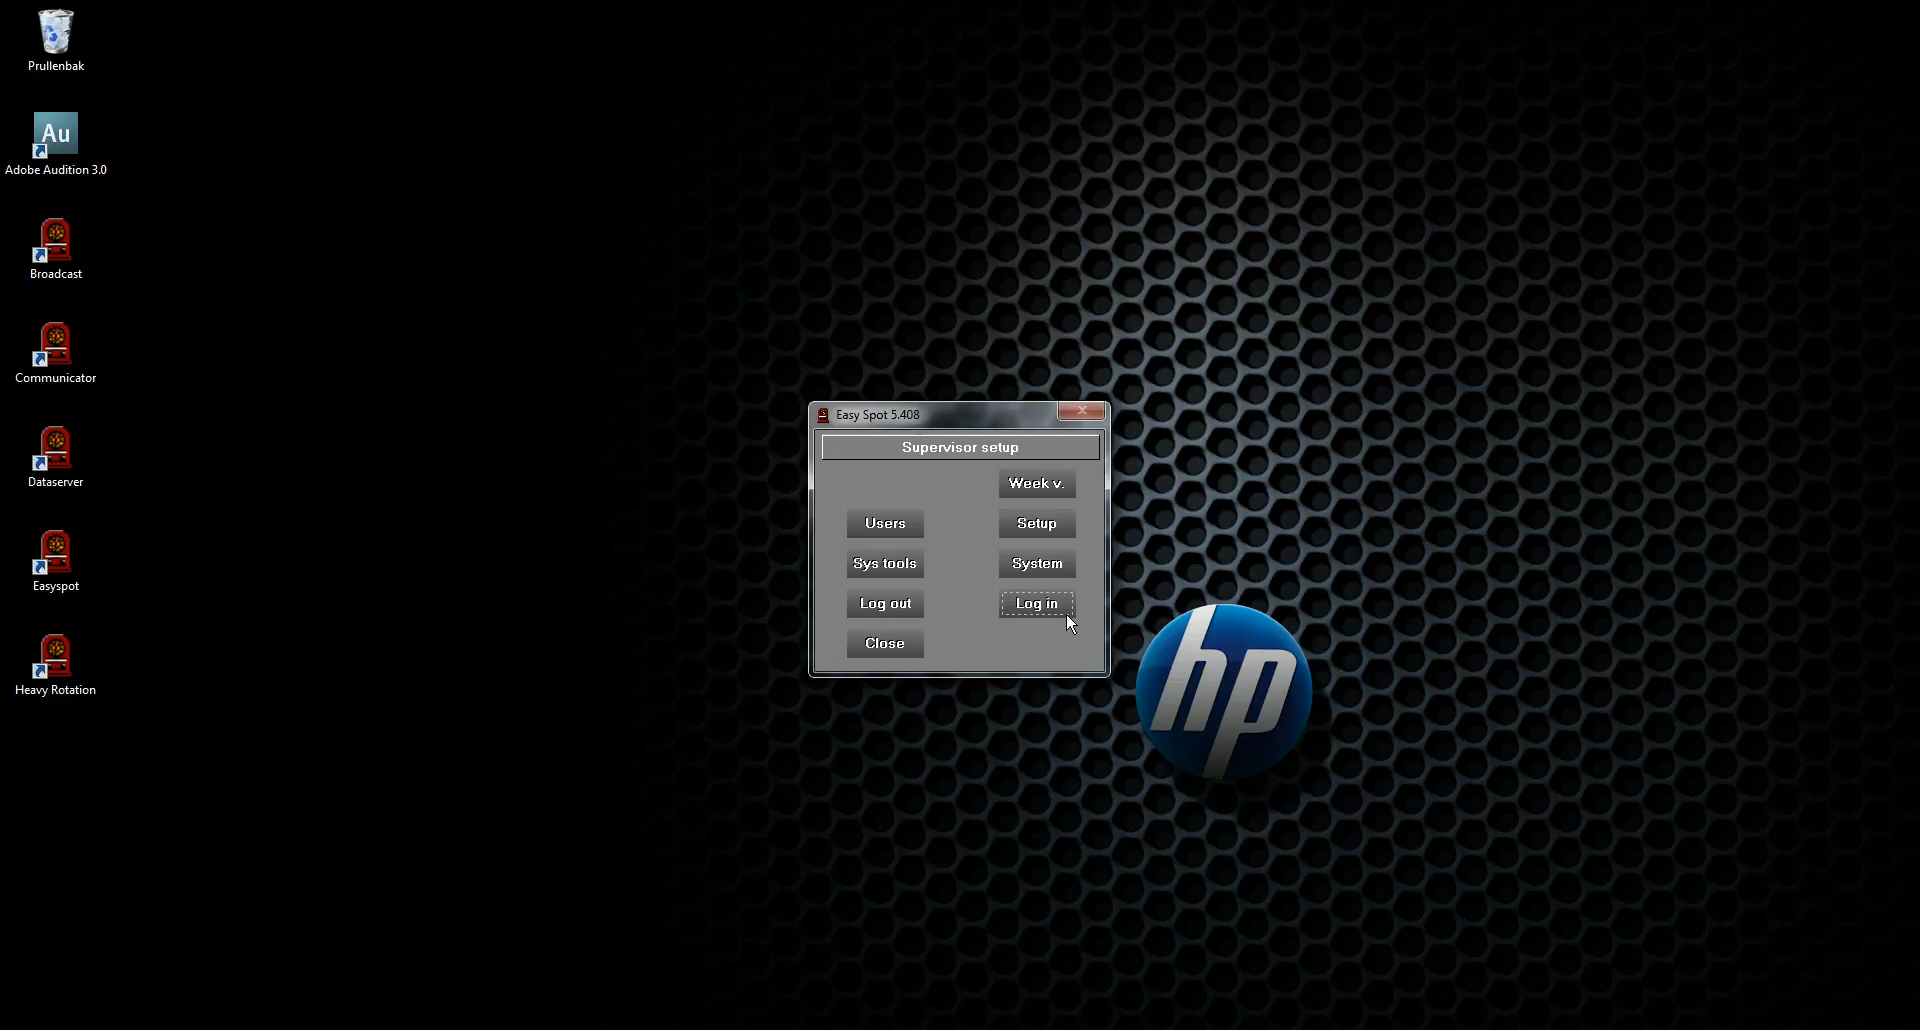 Prullenbak
Au
Adobe Audition 3.0
Broadcast
Communicator
Dataserver
Easyspot
Heavy Rotation
Easy Spot 5.408
Supervisor setup
Week v.
Users
Setup
Sys tools
System
Log out
Log in
Close
hp